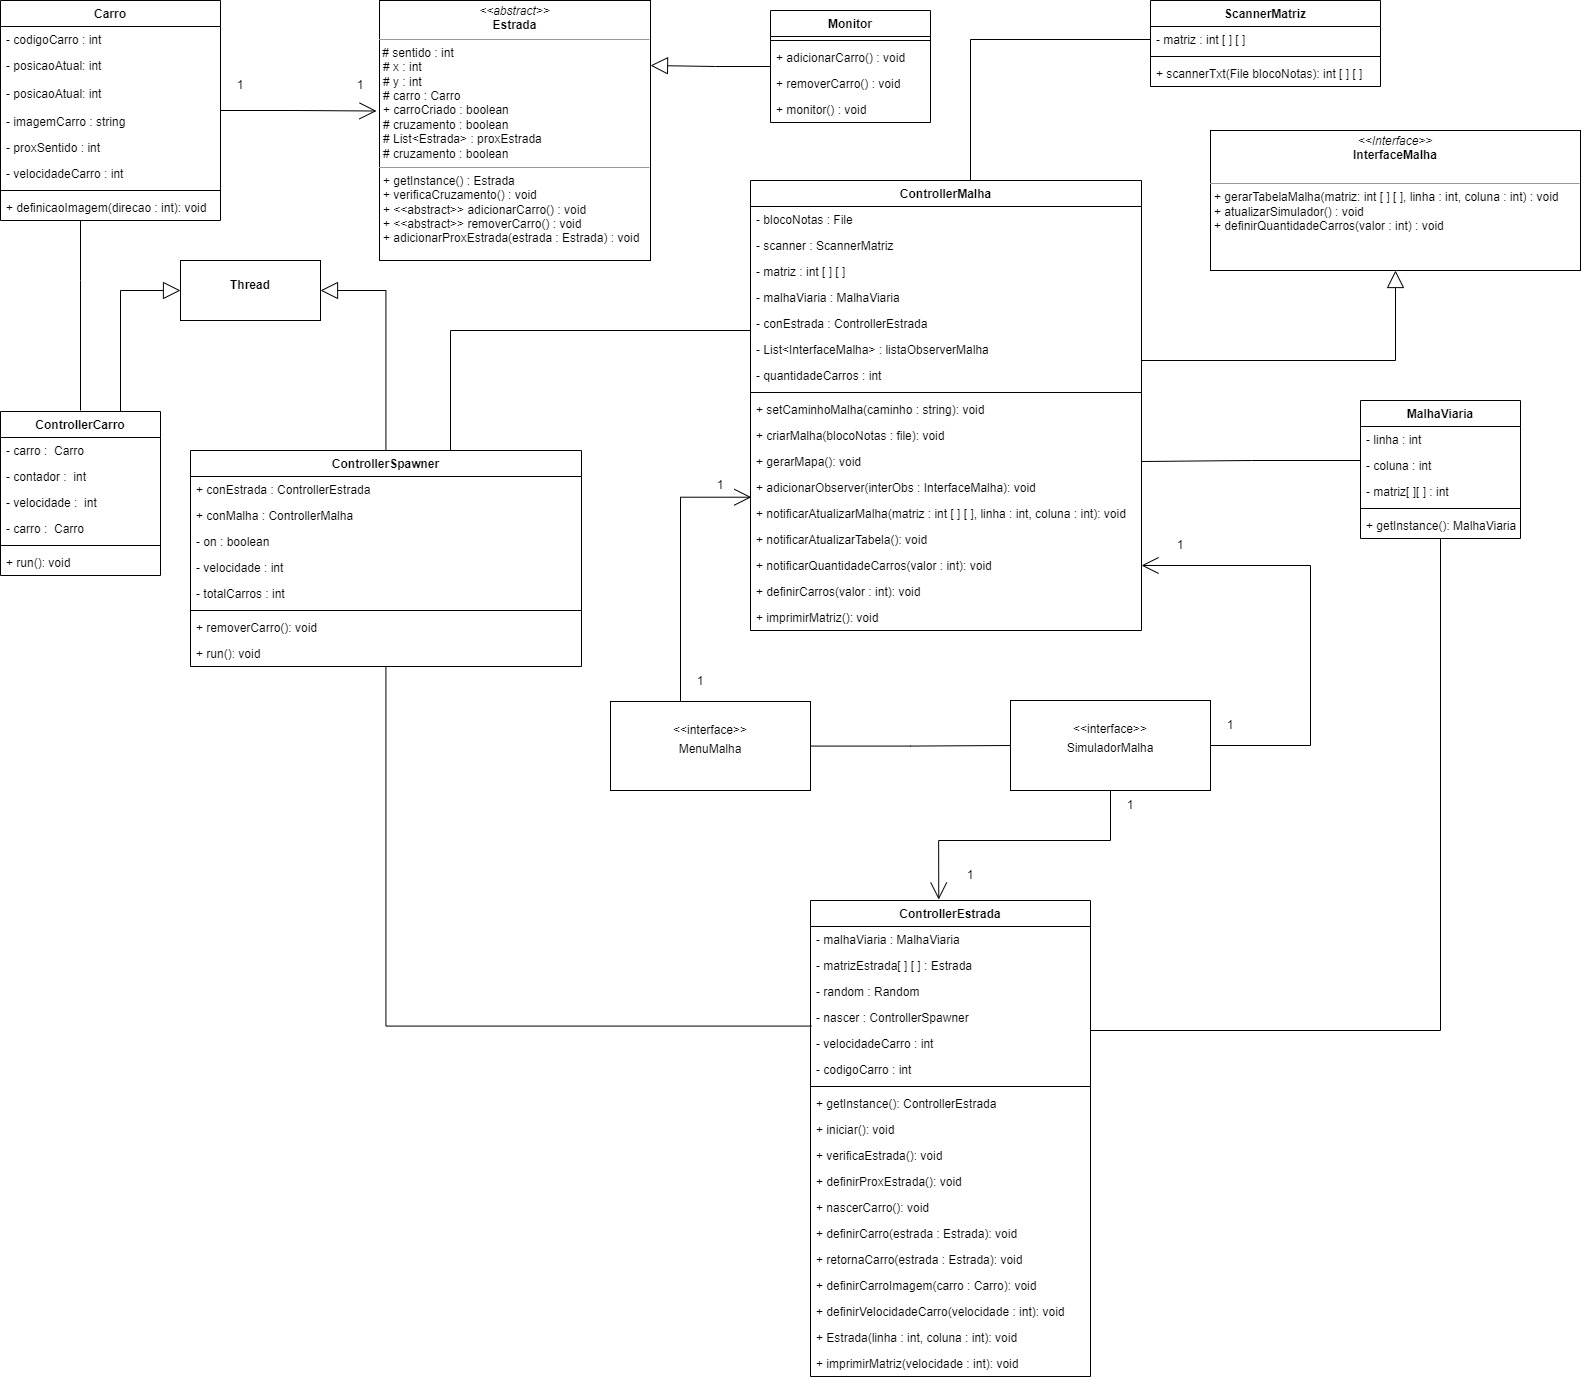 Carro
- codigoCarro : int
- posicaoAtual: int
- posicaoAtual: int
- imagemCarro : string
- proxSentido : int
- velocidadeCarro : int
+ definicaoImagem(direcao : int): void
1
1
<<abstract>>
Estrada
# sentido : int
# x : int
# y : int
# carro : Carro
+ carroCriado : boolean
# cruzamento : boolean
# List<Estrada> : proxEstrada
# cruzamento : boolean
+ getInstance() : Estrada
+ verificaCruzamento() : void
+ <<abstract>> adicionarCarro() : void
+ <<abstract>> removerCarro() : void
+ adicionarProxEstrada(estrada : Estrada) : void
Monitor
+ adicionarCarro() : void
+ removerCarro() : void
+ monitor() : void
ScannerMatriz
- matriz : int [ ] [ ]
+ scannerTxt(File blocoNotas): int [ ] [ ]
<<Interface>>
InterfaceMalha
+ gerarTabelaMalha(matriz: int [ ] [ ], linha : int, coluna : int) : void
+ atualizarSimulador() : void
+ definirQuantidadeCarros(valor : int) : void
Thread
ControllerMalha
- blocoNotas : File
- scanner : ScannerMatriz
- matriz : int [ ] [ ]
- malhaViaria : MalhaViaria
- conEstrada : ControllerEstrada
- List<InterfaceMalha> : listaObserverMalha
- quantidadeCarros : int
+ setCaminhoMalha(caminho : string): void
+ criarMalha(blocoNotas : file): void
+ gerarMapa(): void
+ adicionarObserver(interObs : InterfaceMalha): void
+ notificarAtualizarMalha(matriz : int [ ] [ ], linha : int, coluna : int): void
+ notificarAtualizarTabela(): void
+ notificarQuantidadeCarros(valor : int): void
+ definirCarros(valor : int): void
+ imprimirMatriz(): void
MalhaViaria
- linha : int
- coluna : int
- matriz[ ][ ] : int
+ getInstance(): MalhaViaria
ControllerCarro
- carro :  Carro
- contador :  int
- velocidade :  int
- carro :  Carro
+ run(): void
ControllerSpawner
+ conEstrada : ControllerEstrada
+ conMalha : ControllerMalha
- on : boolean
- velocidade : int
- totalCarros : int
+ removerCarro(): void
+ run(): void
1
1
1
1
<<interface>>
MenuMalha
<<interface>>
SimuladorMalha
1
1
ControllerEstrada
- malhaViaria : MalhaViaria
- matrizEstrada[ ] [ ] : Estrada
- random : Random
- nascer : ControllerSpawner
- velocidadeCarro : int
- codigoCarro : int
+ getInstance(): ControllerEstrada
+ iniciar(): void
+ verificaEstrada(): void
+ definirProxEstrada(): void
+ nascerCarro(): void
+ definirCarro(estrada : Estrada): void
+ retornaCarro(estrada : Estrada): void
+ definirCarroImagem(carro : Carro): void
+ definirVelocidadeCarro(velocidade : int): void
+ Estrada(linha : int, coluna : int): void
+ imprimirMatriz(velocidade : int): void